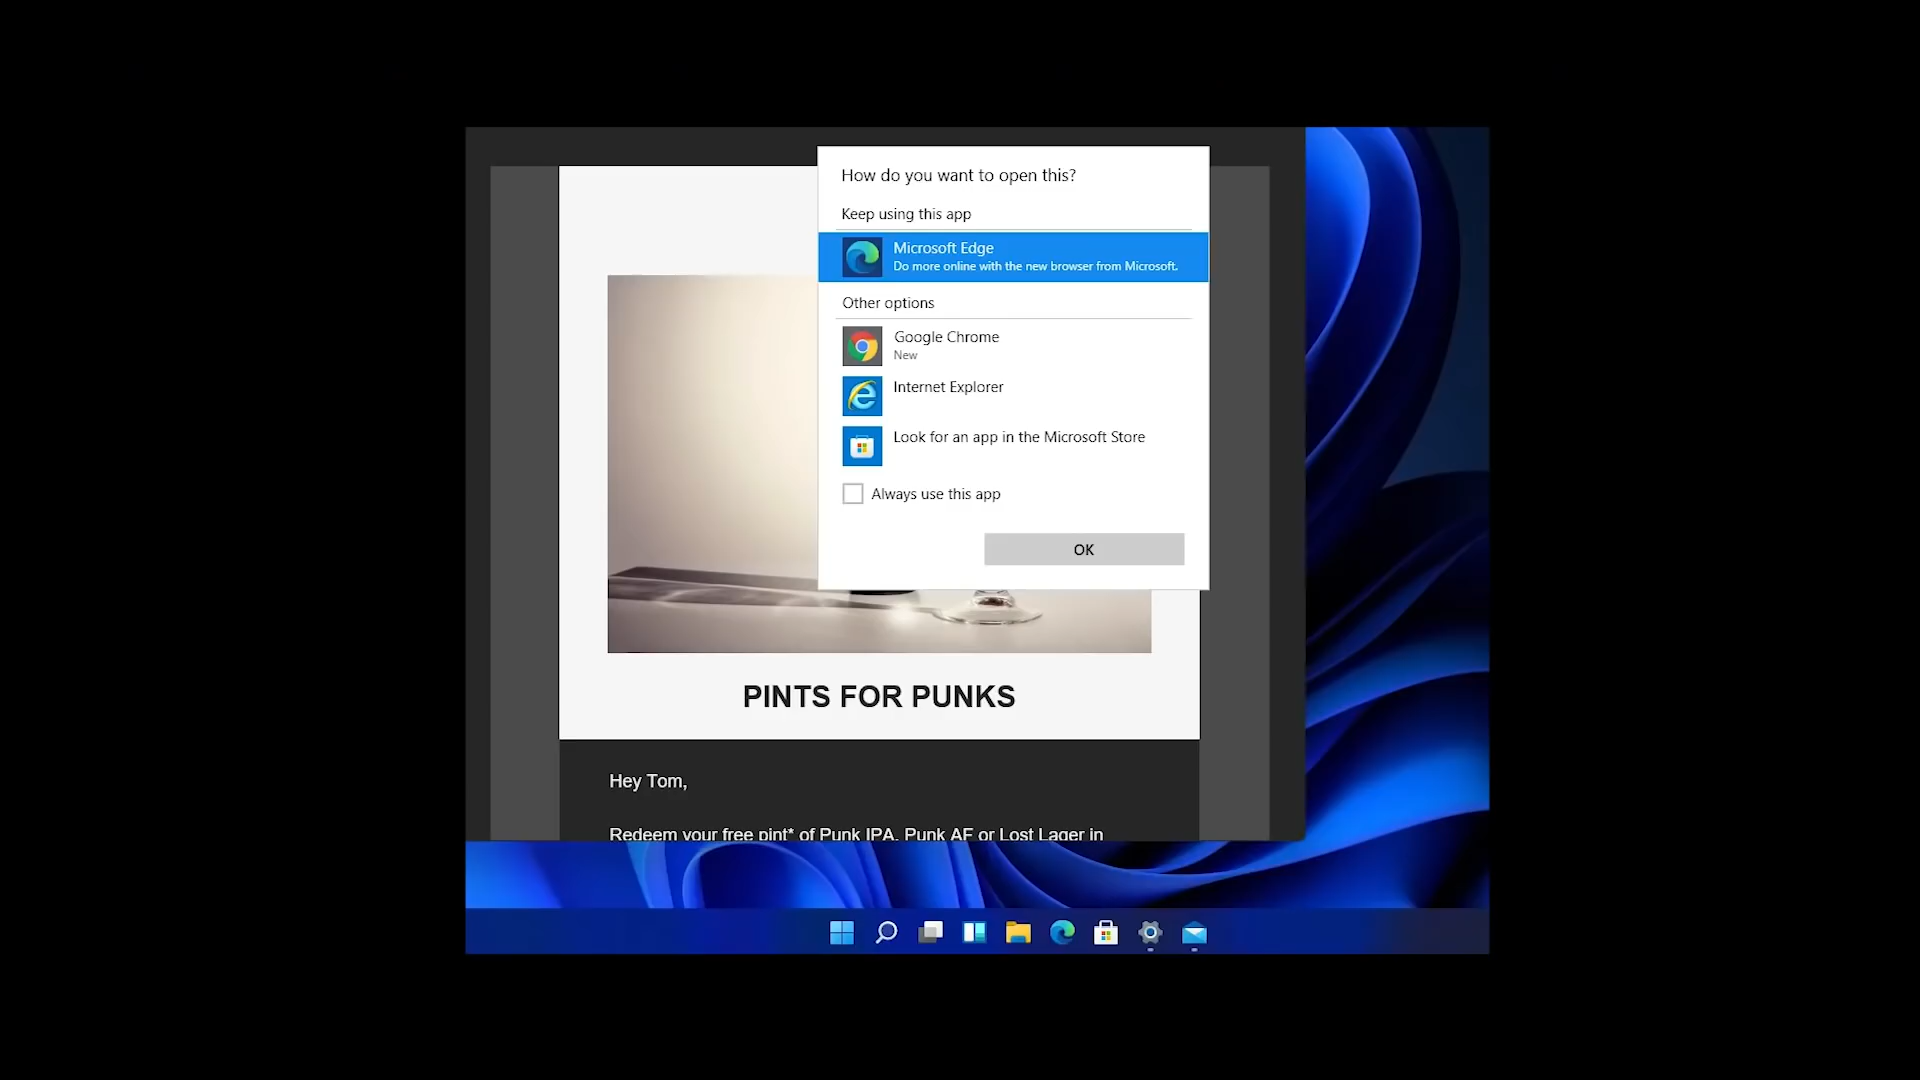 How do you want to open this?
Keep using this app
Microsoft Edge
Do more online with the new browser from Microsoft.
Other options
Google Chrome
New
Internet Explorer
Look for an app in the Microsoft Store
Always use this app
OK
PINTS FOR PUNKS
Hey Tom,
Redeem your free pint* of Punk IPA, Punk AF or Lost Lager in